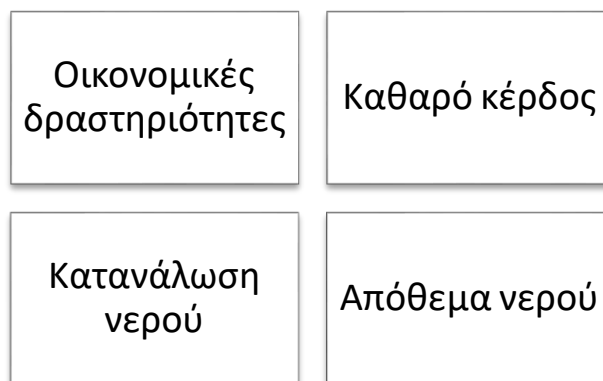 Οικονομικές
δραστηριότητες
Καθαρό κέρδος
Κατανάλωση
νερού
Απόθεμα νερού